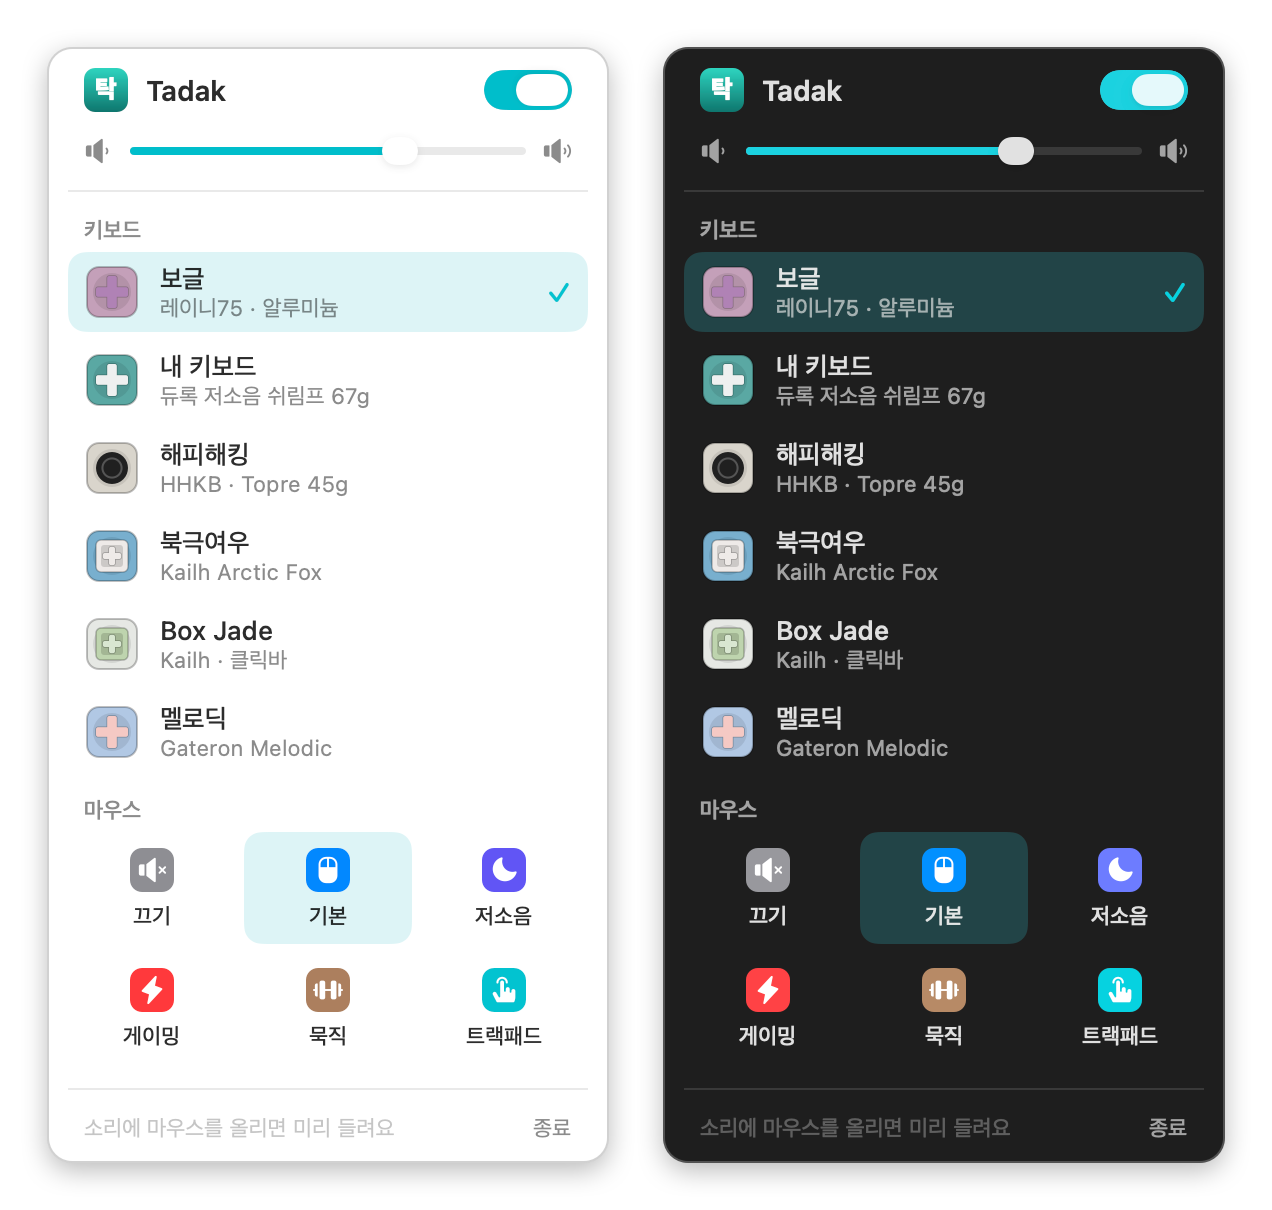 탁 Tadak
키보드
보글
레이니75 · 알루미늄
내 키보드
듀록 저소음 쉬림프 67g
해피해킹
HHKB · Topre 45g
북극여우
Kailh Arctic Fox
Box Jade
Kailh · 클릭바
멜로딕
Gateron Melodic
마우스
끄기 기본 저소음
게이밍 묵직 트랙패드
소리에 마우스를 올리면 미리 들려요 종료
탁 Tadak
키보드
보글
레이니75 · 알루미늄
내 키보드
듀록 저소음 쉬림프 67g
해피해킹
HHKB · Topre 45g
북극여우
Kailh Arctic Fox
Box Jade
Kailh · 클릭바
멜로딕
Gateron Melodic
마우스
끄기 기본 저소음
게이밍 묵직 트랙패드
소리에 마우스를 올리면 미리 들려요 종료